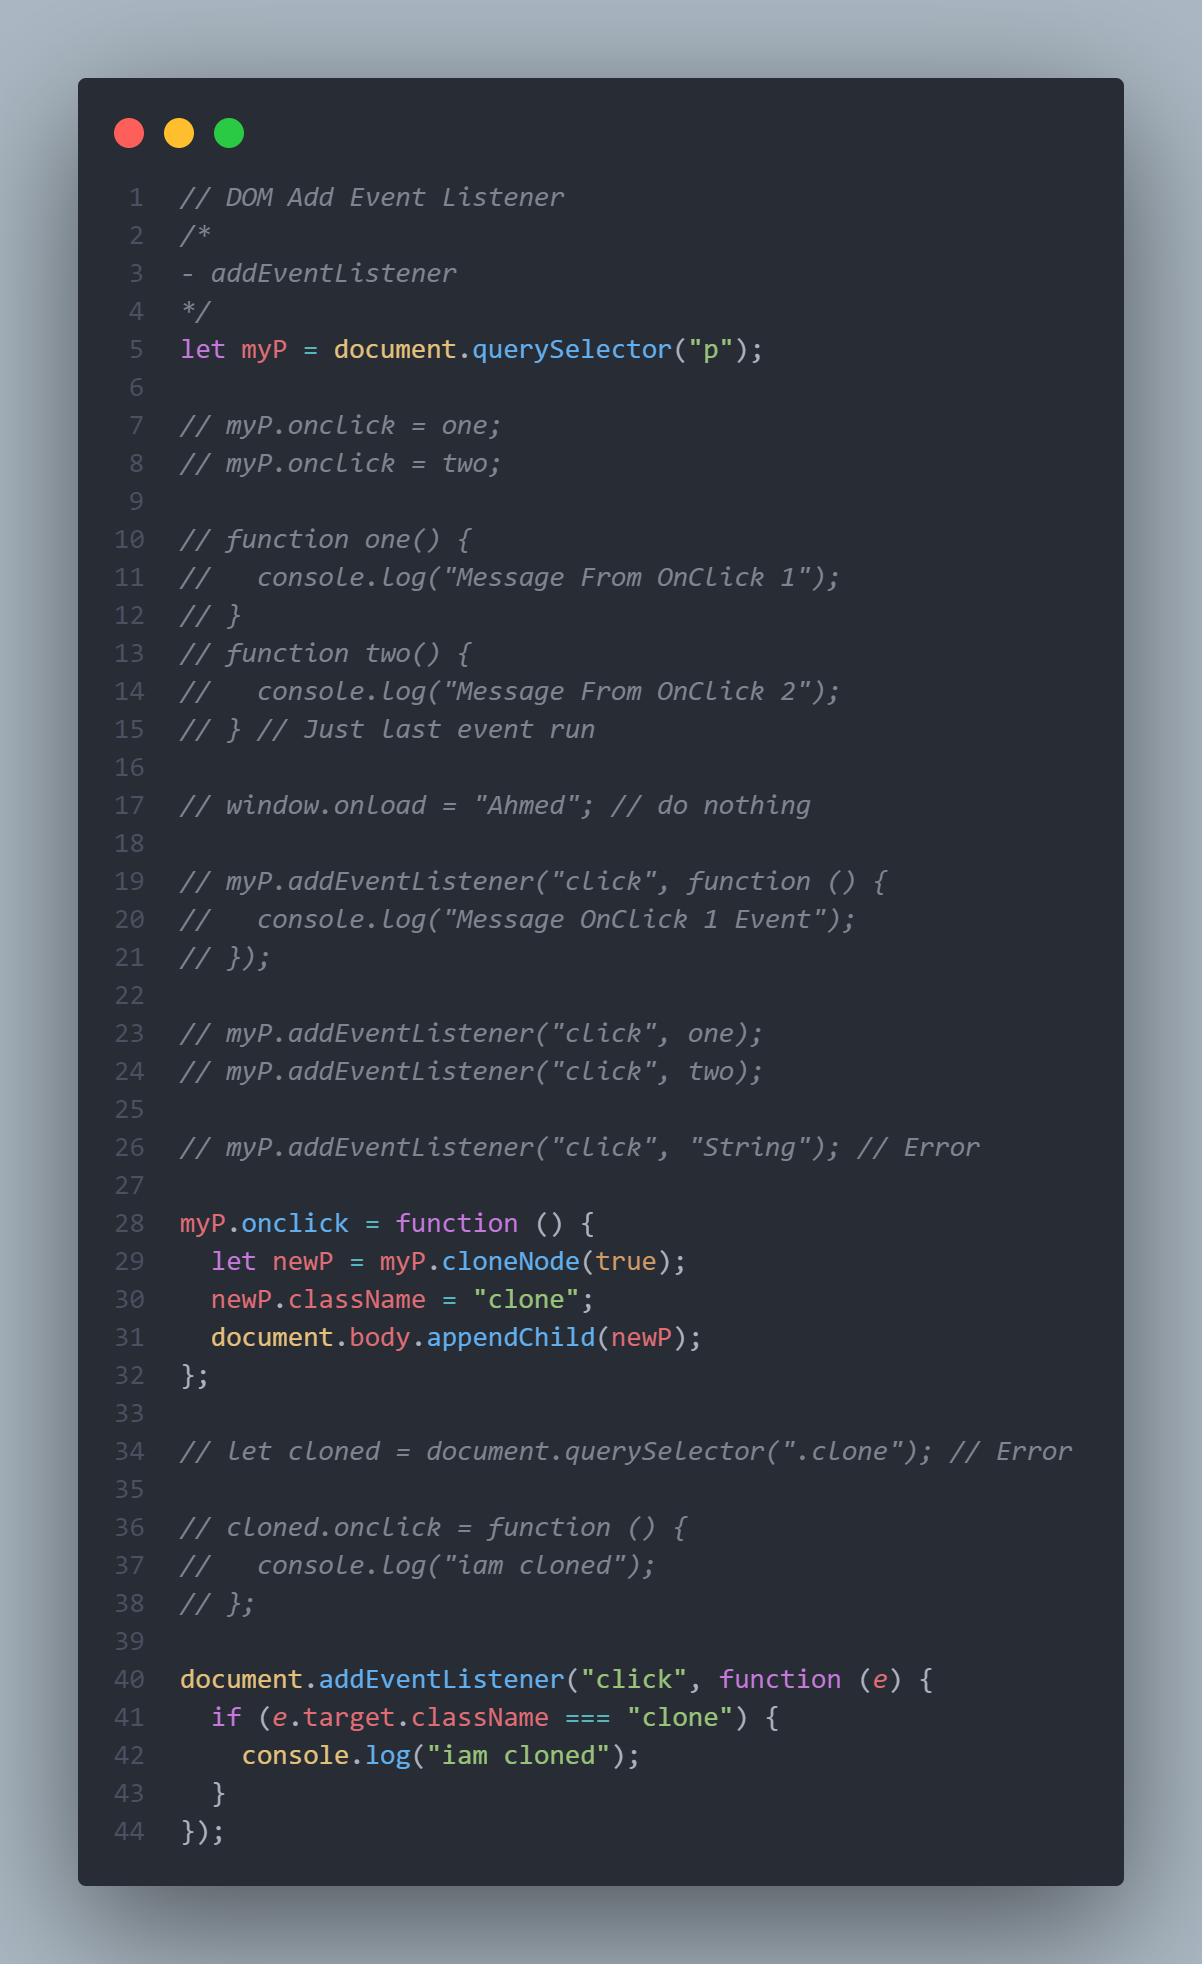 1 // DOM Add Event Listener
2 /*
3 - addEventListener
4 */
5 let myP = document.querySelector("p");
6
7 // myP.onclick = one;
8 // myP.onclick = two;
9
10 // function one() {
11 //   console.log("Message From OnClick 1");
12 // }
13 // function two() {
14 //   console.log("Message From OnClick 2");
15 // } // Just last event run
16
17 // window.onload = "Ahmed"; // do nothing
18
19 // myP.addEventListener("click", function () {
20 //   console.log("Message OnClick 1 Event");
21 // });
22
23 // myP.addEventListener("click", one);
24 // myP.addEventListener("click", two);
25
26 // myP.addEventListener("click", "String"); // Error
27
28 myP.onclick = function () {
29   let newP = myP.cloneNode(true);
30   newP.className = "clone";
31   document.body.appendChild(newP);
32 };
33
34 // let cloned = document.querySelector(".clone"); // Error
35
36 // cloned.onclick = function () {
37 //   console.log("iam cloned");
38 // };
39
40 document.addEventListener("click", function (e) {
41   if (e.target.className === "clone") {
42     console.log("iam cloned");
43   }
44 });